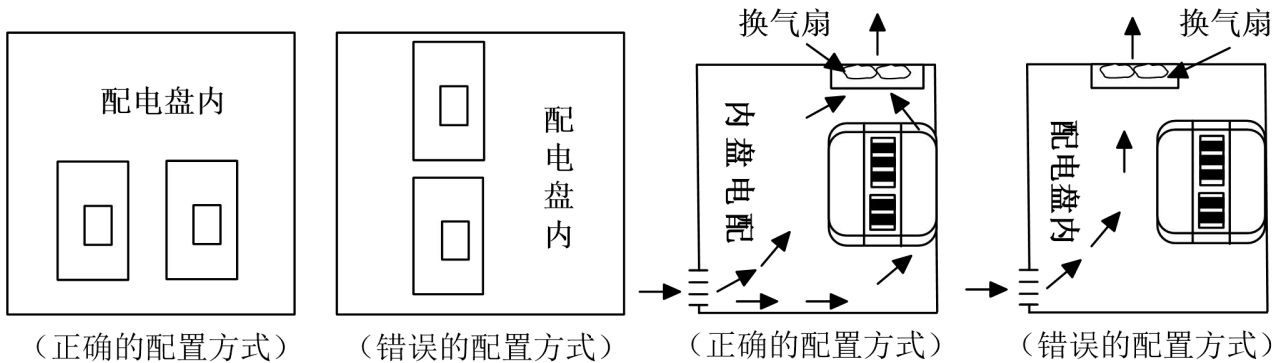 配电盘内
（正确的配置方式）
配电盘内
（错误的配置方式）
换气扇
内盘电配
（正确的配置方式）
换气扇
配电盘内
（错误的配置方式）